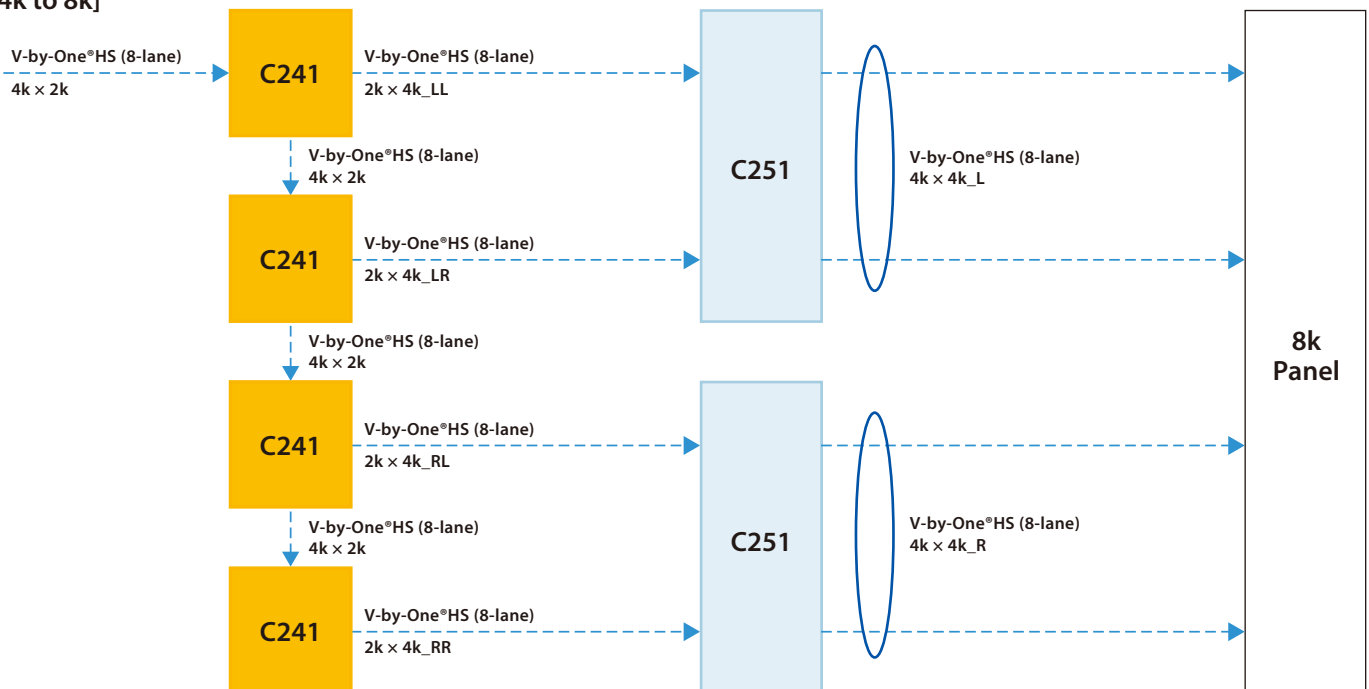 4k to 8k]
V-by-One®HS (8-lane)
4k × 2k
C241
V-by-One®HS (8-lane)
2k × 4k_LL
V-by-One®HS (8-lane)
4k × 2k
C251
V-by-One®HS (8-lane)
4k × 4k_L
C241
V-by-One®HS (8-lane)
2k × 4k_LR
V-by-One®HS (8-lane)
4k × 2k
8k
Panel
C241
V-by-One®HS (8-lane)
2k × 4k_RL
V-by-One®HS (8-lane)
4k × 2k
C251
V-by-One®HS (8-lane)
4k × 4k_R
C241
V-by-One®HS (8-lane)
2k × 4k_RR